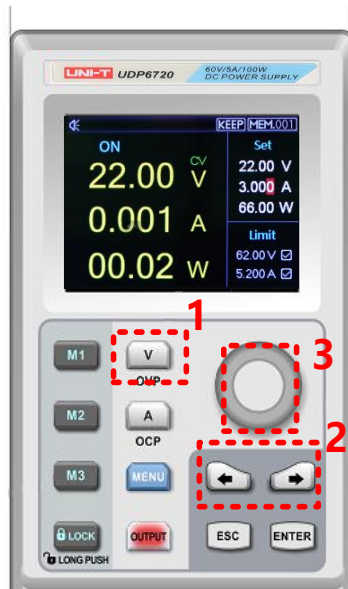 UNI-T UDP6720 60V/5A/100W
DC POWER SUPPLY
KEEP MEM.001
ON Set
22.00 CV V 22.00 V
3.000 A
0.001 A 66.00 W
Limit
00.02 W 62.00V
5.200A
1
M1 V 3
OVP
M2 A
OCP 2
M3 MENU
LOCK OUTPUT ESC ENTER
LONG PUSH